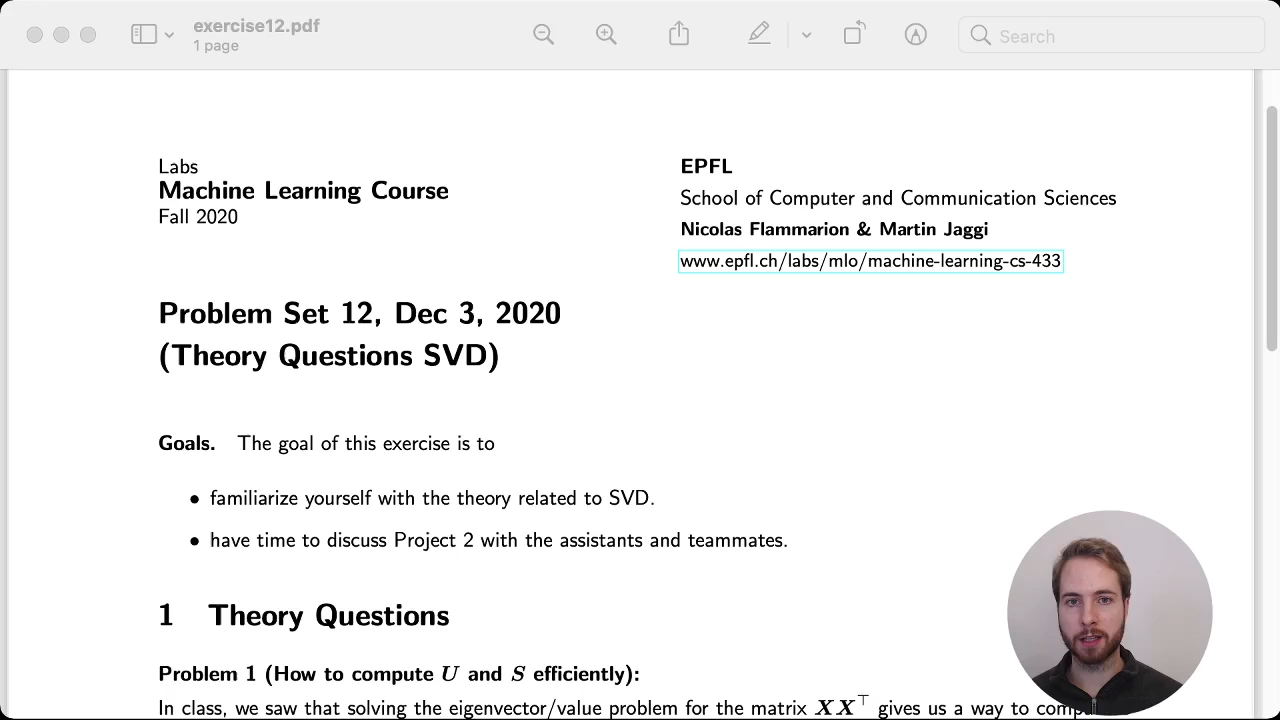 exercise12.pdf
1 page
Search
Labs
Machine Learning Course
Fall 2020
EPFL
School of Computer and Communication Sciences
Nicolas Flammarion & Martin Jaggi
www.epfl.ch/labs/mlo/machine-learning-cs-433
Problem Set 12, Dec 3, 2020
(Theory Questions SVD)
Goals. The goal of this exercise is to
• familiarize yourself with the theory related to SVD.
• have time to discuss Project 2 with the assistants and teammates.
1 Theory Questions
Problem 1 (How to compute U and S efficiently):
In class, we saw that solving the eigenvector/value problem for the matrix XX⊤ gives us a way to